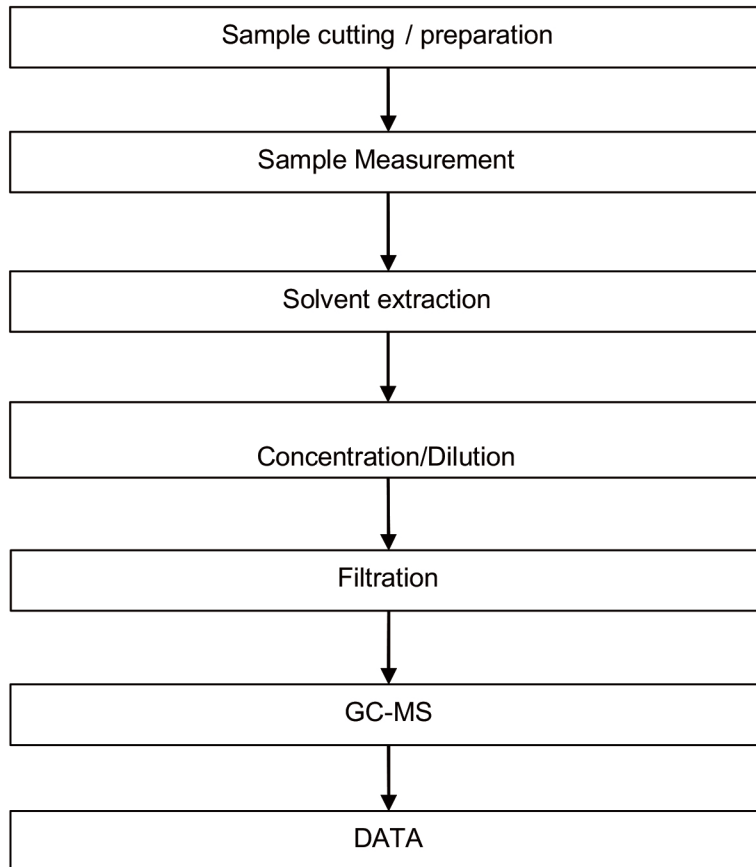 Sample cutting / preparation
Sample Measurement
Solvent extraction
Concentration/Dilution
Filtration
GC-MS
DATA